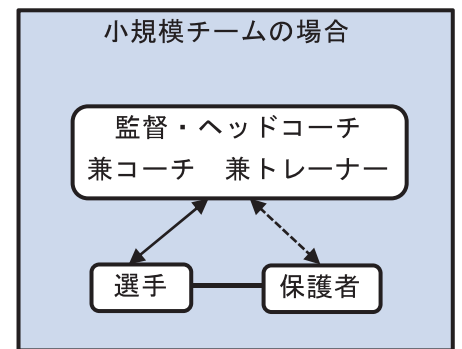 小規模チームの場合
監督・ヘッドコーチ
兼コーチ　兼トレーナー
選手
保護者